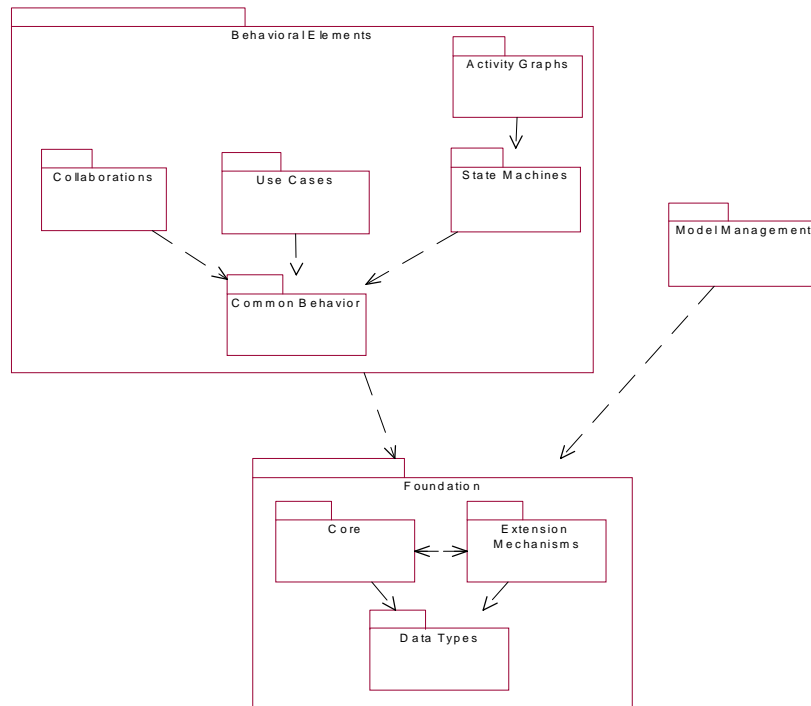 Behavioral Elements
Activity Graphs
Collaborations
Use Cases
State Machines
Model Management
Common Behavior
Foundation
Core
Extension
Mechanisms
Data Types